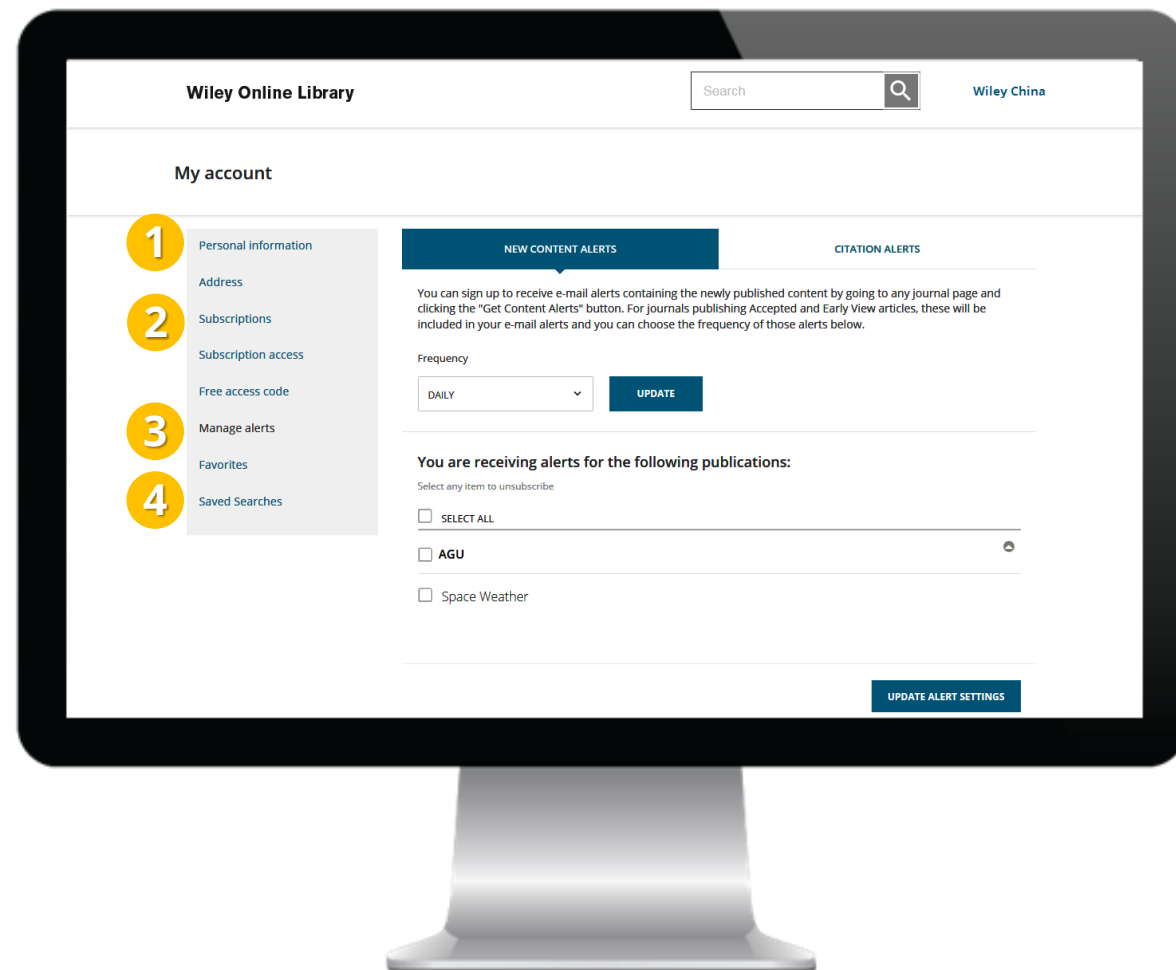 Wiley Online Library
Search
Wiley China
My account
1
Personal information
Address
2
Subscriptions
Subscription access
Free access code
3
Manage alerts
Favorites
4
Saved Searches
NEW CONTENT ALERTS
CITATION ALERTS
You can sign up to receive e-mail alerts containing the newly published content by going to any journal page and
clicking the "Get Content Alerts" button. For journals publishing Accepted and Early View articles, these will be
included in your e-mail alerts and you can choose the frequency of those alerts below.
Frequency
DAILY
UPDATE
You are receiving alerts for the following publications:
Select any item to unsubscribe
SELECT ALL
AGU
Space Weather
UPDATE ALERT SETTINGS